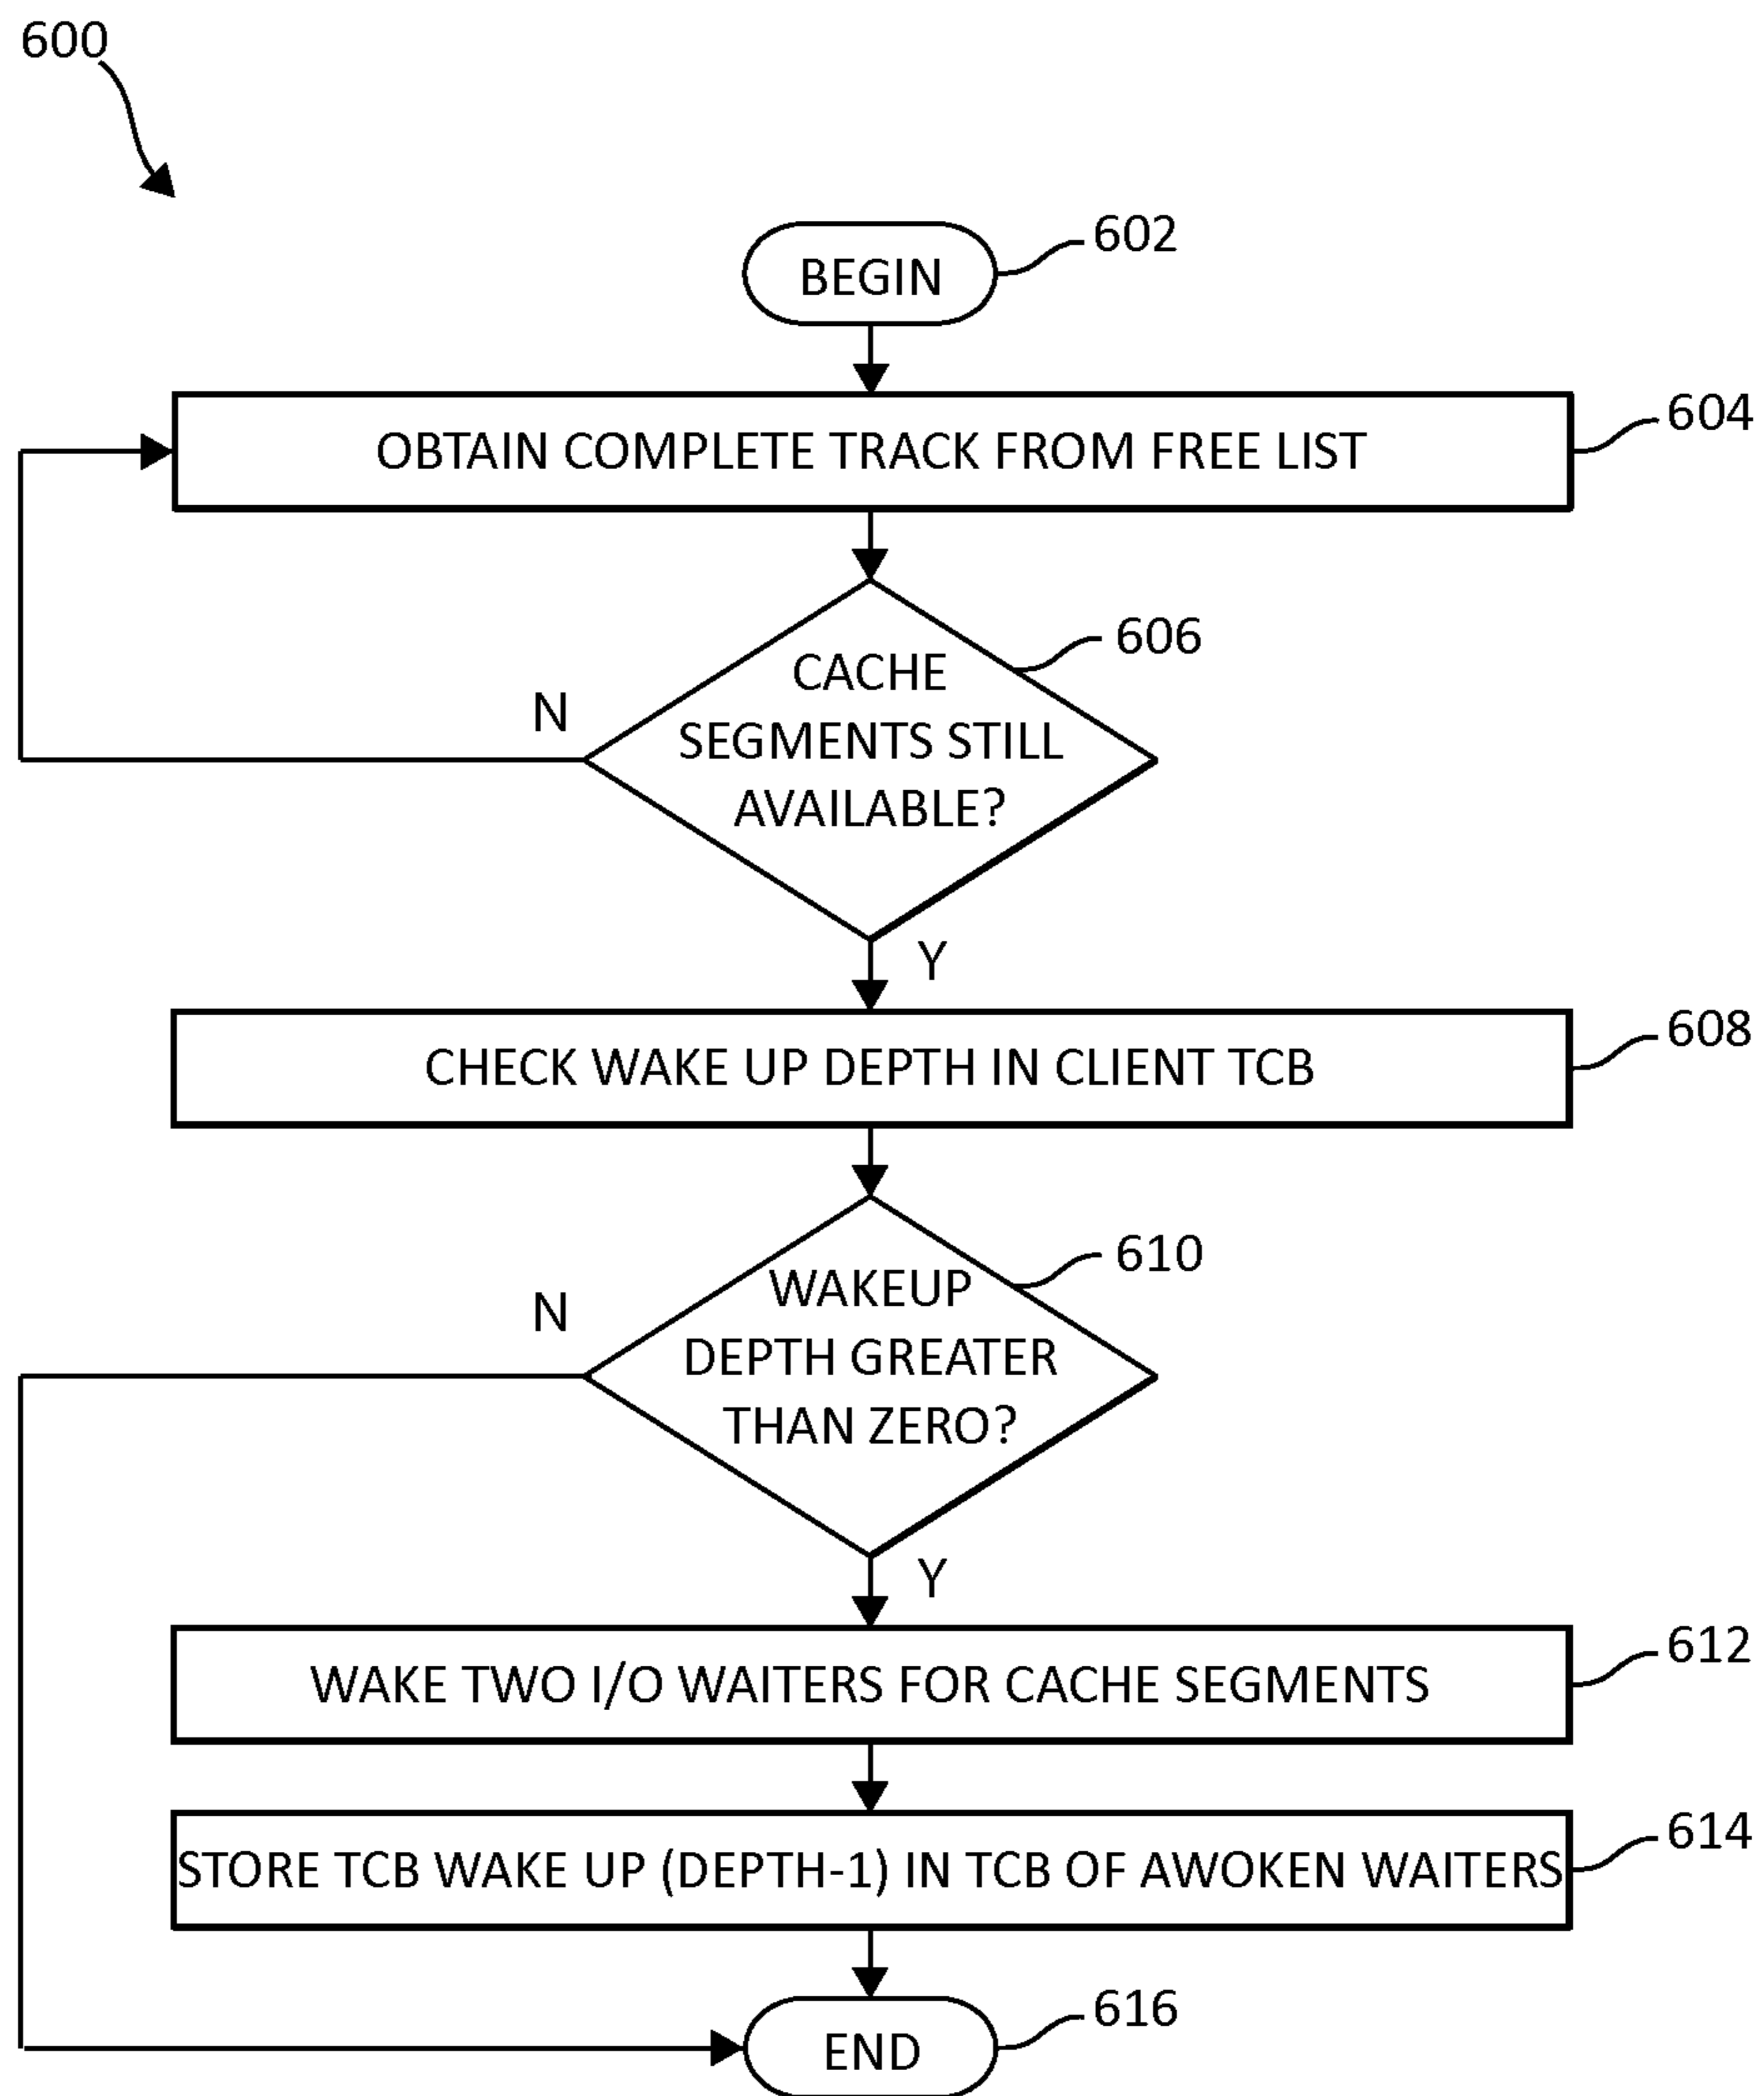 600
602
BEGIN
604
OBTAIN COMPLETE TRACK FROM FREE LIST
606
CACHE
SEGMENTS STILL
AVAILABLE?
N
Y
608
CHECK WAKE UP DEPTH IN CLIENT TCB
610
WAKEUP
DEPTH GREATER
THAN ZERO?
N
Y
612
WAKE TWO I/O WAITERS FOR CACHE SEGMENTS
614
STORE TCB WAKE UP (DEPTH-1) IN TCB OF AWOKEN WAITERS
616
END